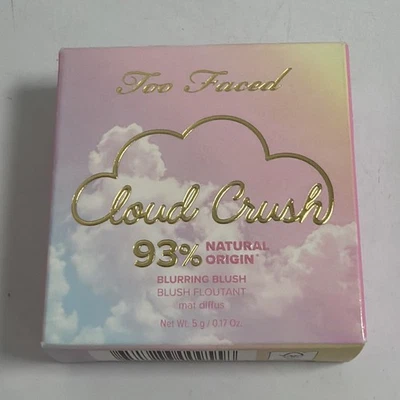 Too Faced
Cloud Crush
93% NATURAL
ORIGIN*
BLURRING BLUSH
BLUSH FLOUTANT
mat diffus
Net Wt. 5 g / 0.17 Oz.